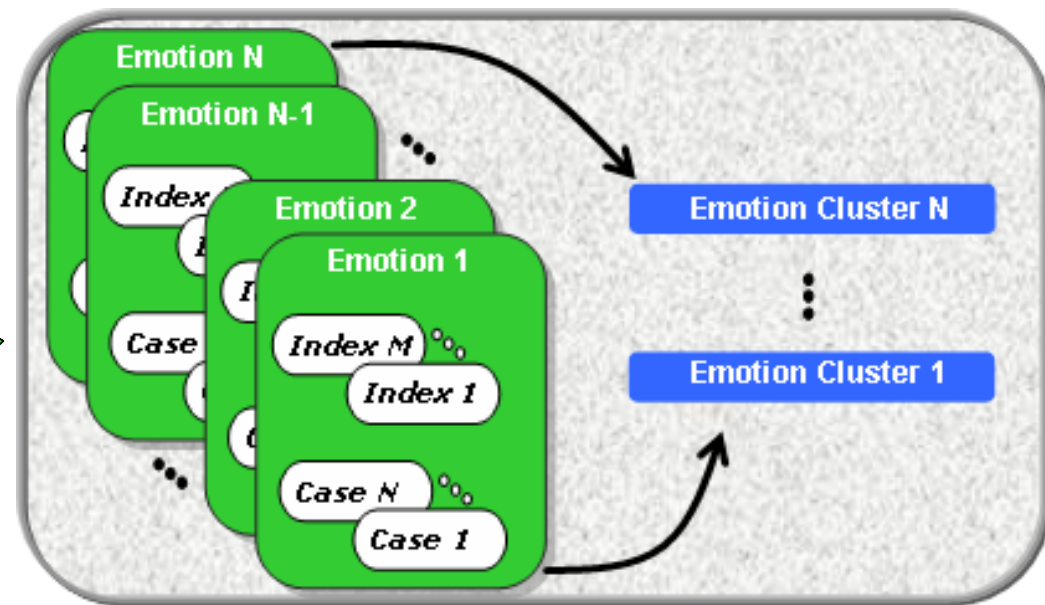 Emotion N
Emotion N-1
Index
Case
Emotion 2
Emotion 1
Index M
Index 1
Case N
Case 1
Emotion Cluster N
Emotion Cluster 1